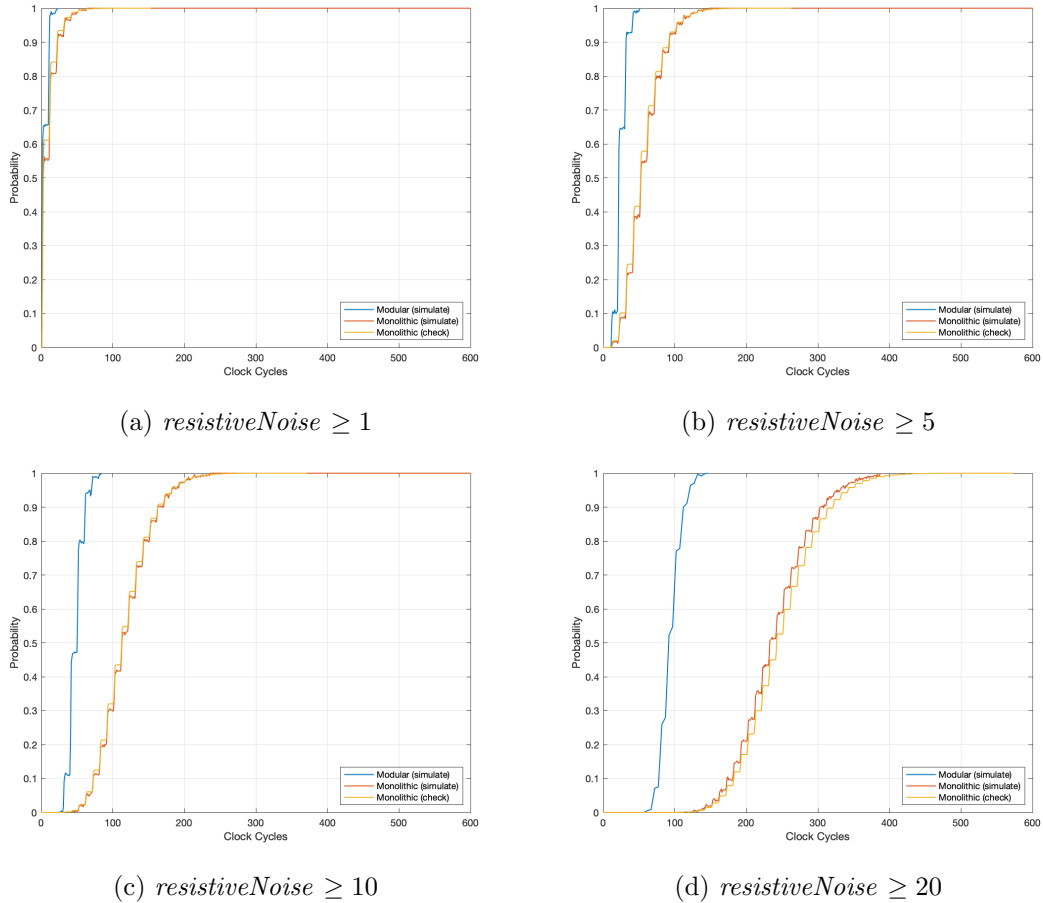 1
0.9
0.8
0.7
0.6
0.5
0.4
0.3
0.2
0.1
0
Probability
0 100 200 300 400 500 600
Clock Cycles
Modular (simulate)
Monolithic (simulate)
Monolithic (check)
(a) resistiveNoise ≥ 1
1
0.9
0.8
0.7
0.6
0.5
0.4
0.3
0.2
0.1
0
Probability
0 100 200 300 400 500 600
Clock Cycles
Modular (simulate)
Monolithic (simulate)
Monolithic (check)
(b) resistiveNoise ≥ 5
1
0.9
0.8
0.7
0.6
0.5
0.4
0.3
0.2
0.1
0
Probability
0 100 200 300 400 500 600
Clock Cycles
Modular (simulate)
Monolithic (simulate)
Monolithic (check)
(c) resistiveNoise ≥ 10
1
0.9
0.8
0.7
0.6
0.5
0.4
0.3
0.2
0.1
0
Probability
0 100 200 300 400 500 600
Clock Cycles
Modular (simulate)
Monolithic (simulate)
Monolithic (check)
(d) resistiveNoise ≥ 20